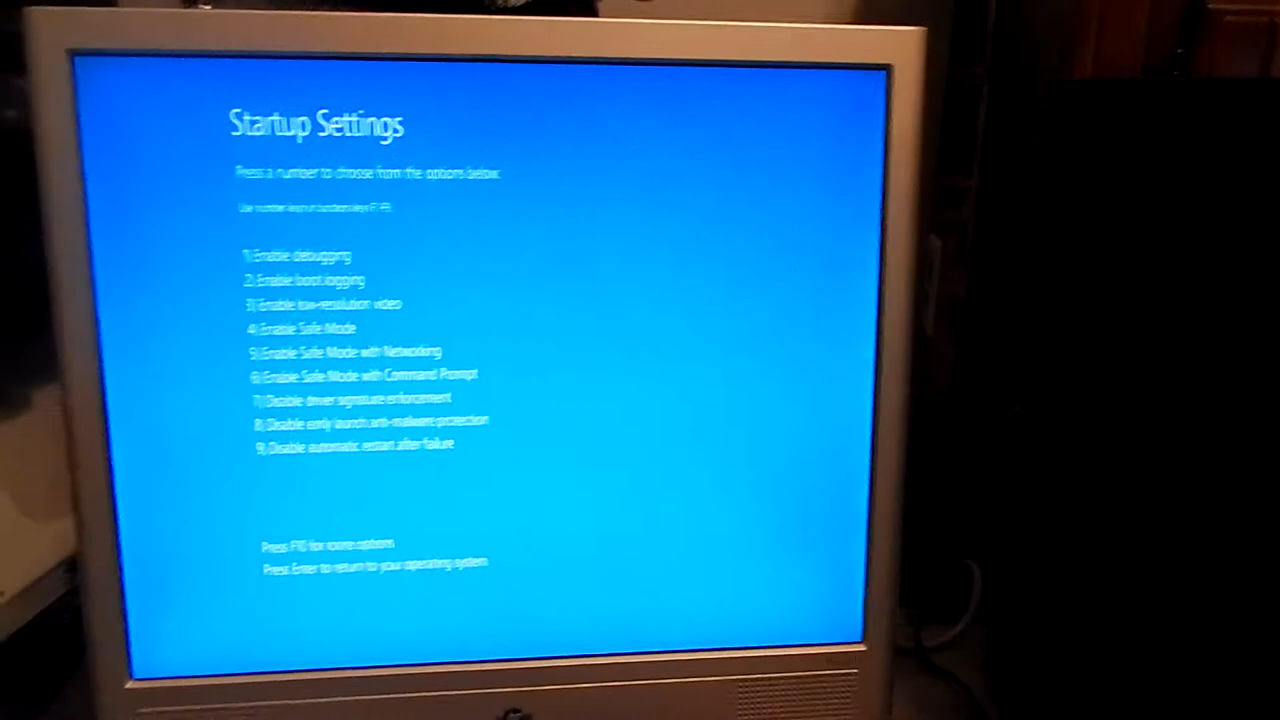 Startup Settings
Press a number to choose from the options below:
Use number keys or functions keys F1-F9.
1) Enable debugging
2) Enable boot logging
3) Enable low-resolution video
4) Enable Safe Mode
5) Enable Safe Mode with Networking
6) Enable Safe Mode with Command Prompt
7) Disable driver signature enforcement
8) Disable early launch anti-malware protection
9) Disable automatic restart after failure
Press F10 for more options
Press Enter to return to your operating system